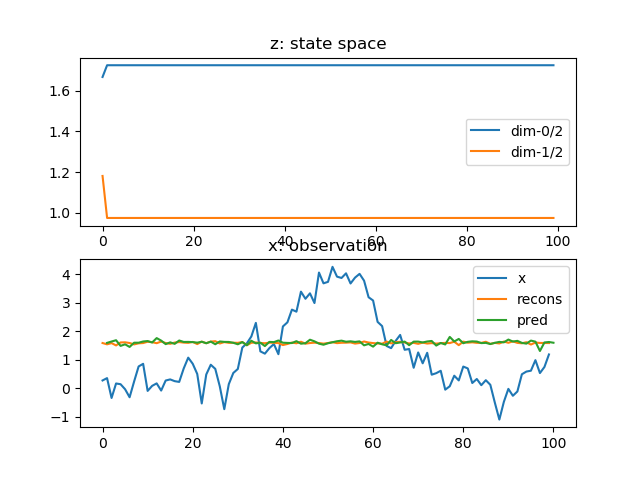 z: state space
1.6
1.4
1.2
1.0
dim-0/2
dim-1/2
0 20 40 60 80 100
x: observation
4
3
2
1
0
−1
x
recons
pred
0 20 40 60 80 100